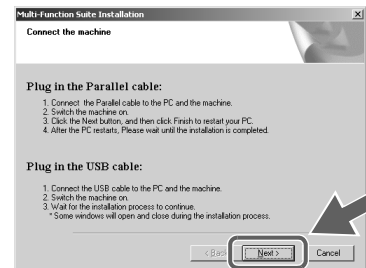 Multi-Function Suite Installation
Connect the machine
Plug in the Parallel cable:
1. Connect the Parallel cable to the PC and the machine.
2. Switch the machine on.
3. Click the Next button, and then click Finish to restart your PC.
4. After the PC restarts, Please wait until the installation is completed.
Plug in the USB cable:
1. Connect the USB cable to the PC and the machine.
2. Switch the machine on.
3. Wait for the installation process to continue.
* Some windows will open and close during the installation process.
< Back Next > Cancel